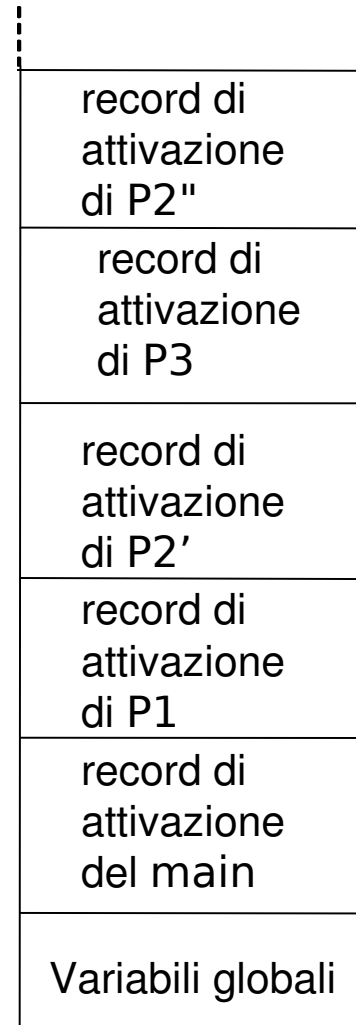 record di
attivazione
di P2"
record di
attivazione
di P3
record di
attivazione
di P2’
record di
attivazione
di P1
record di
attivazione
del main
Variabili globali